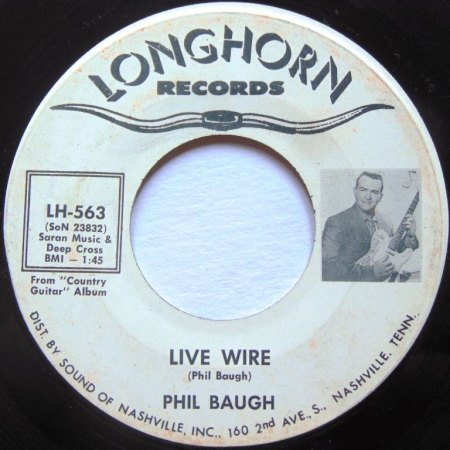 LONGHORN
RECORDS
LH-563
(SoN 23832)
Saran Music &
Deep Cross
BMI — 1:45
From "Country
Guitar" Album
LIVE WIRE
(Phil Baugh)
PHIL BAUGH
DIST. BY SOUND OF NASHVILLE, INC., 160 2nd AVE., S., NASHVILLE, TENN.